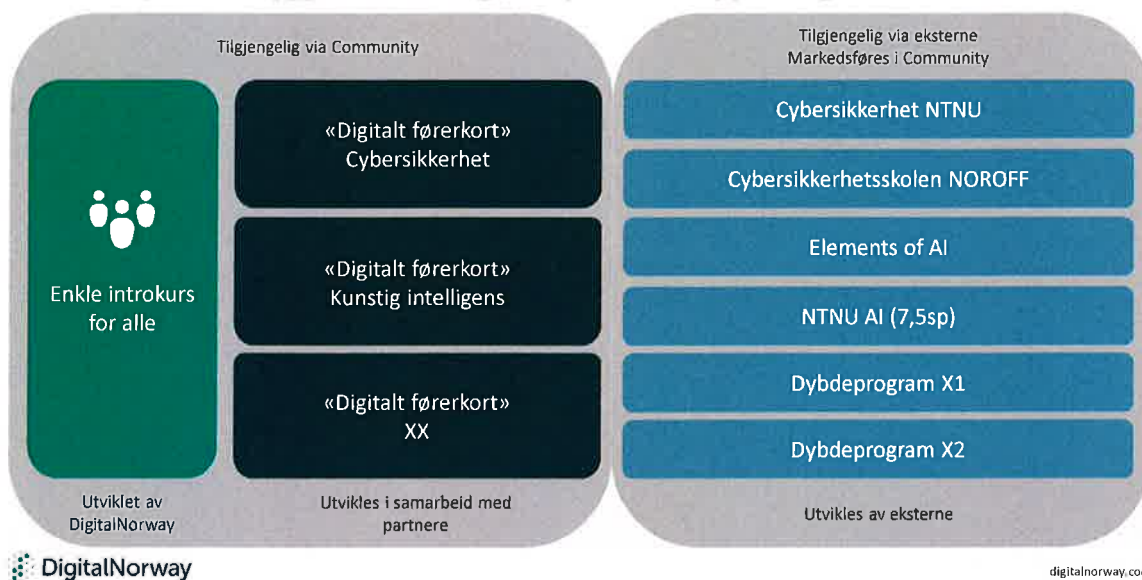 Tilgjengelig via Community
Enkle introkurs
for alle
«Digitalt førerkort»
Cybersikkerhet
«Digitalt førerkort»
Kunstig intelligens
«Digitalt førerkort»
XX
Utviklet av
DigitalNorway
Utvikles i samarbeid med
partnere
Tilgjengelig via eksterne
Markedsføres i Community
Cybersikkerhet NTNU
Cybersikkerhetsskolen NOROFF
Elements of AI
NTNU AI (7,5sp)
Dybdeprogram X1
Dybdeprogram X2
Utvikles av eksterne
DigitalNorway
digitalnorway.co